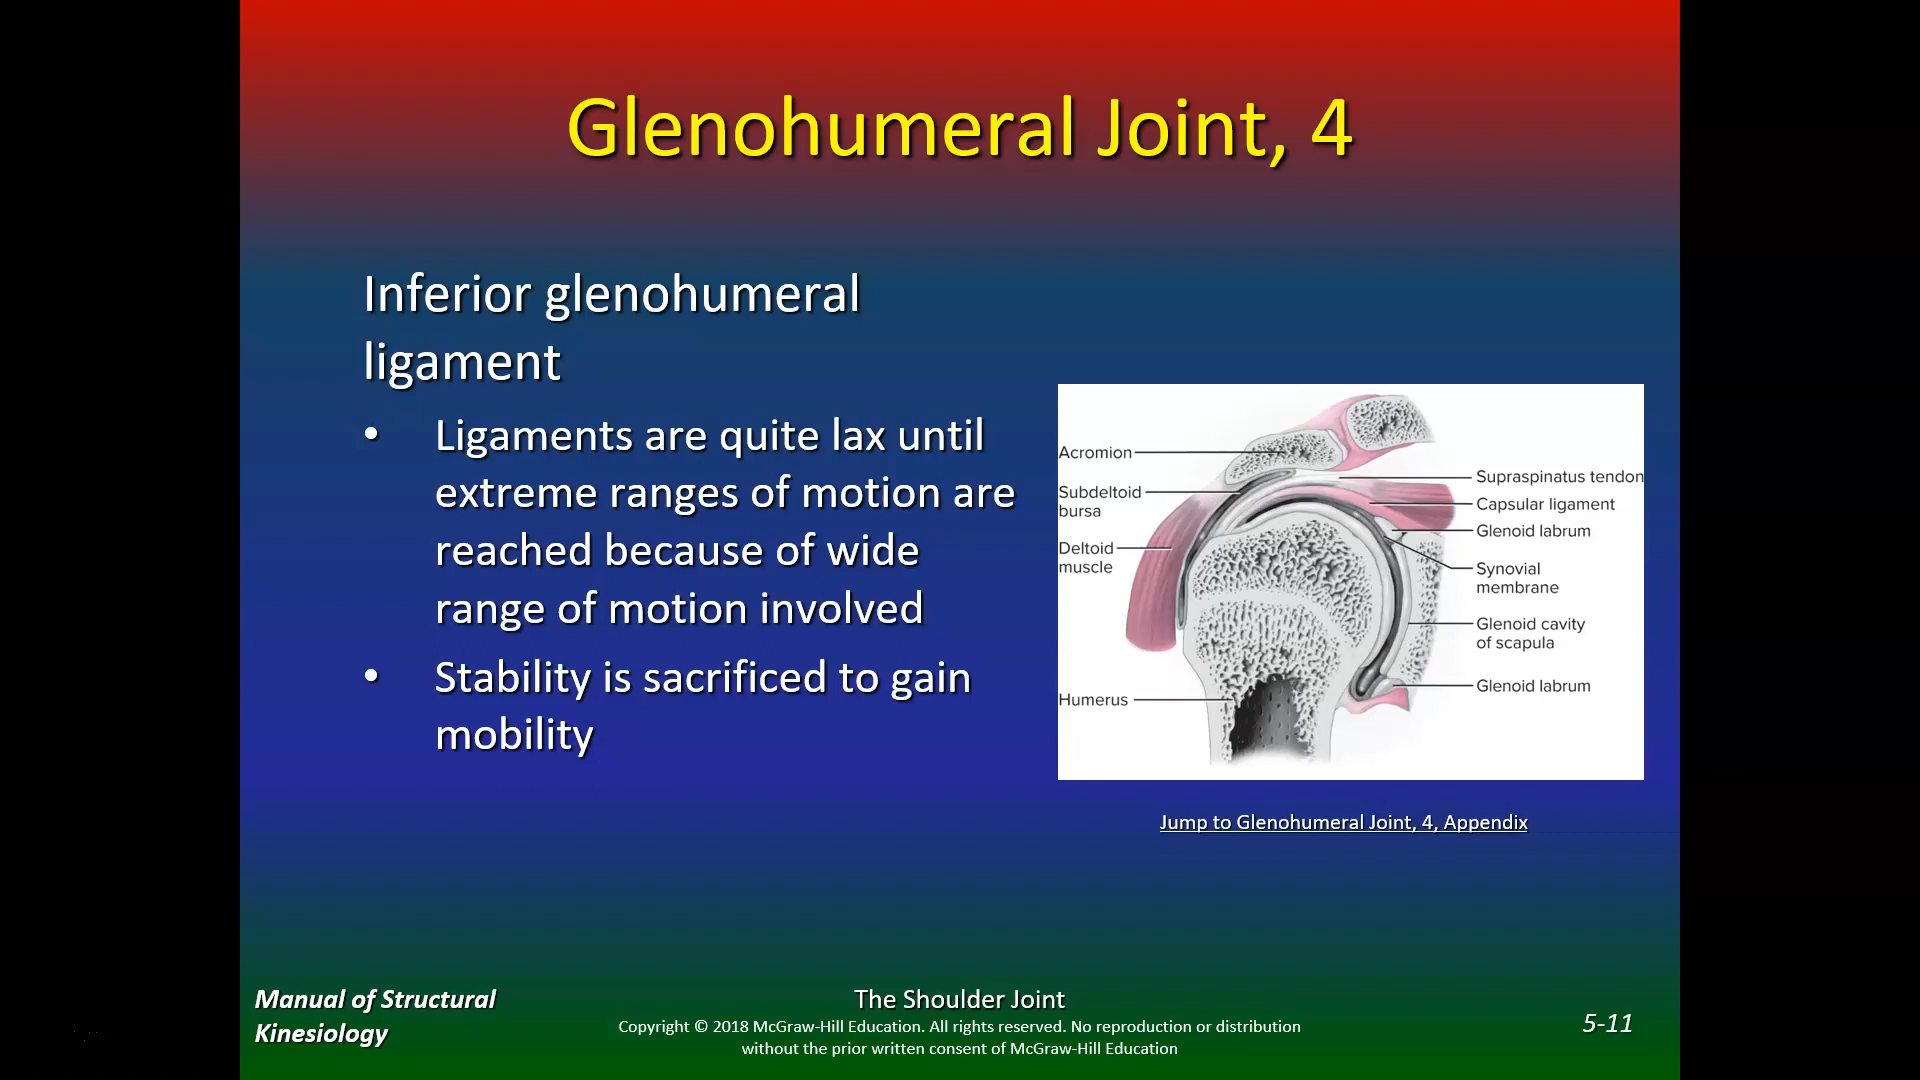 Glenohumeral Joint, 4
Inferior glenohumeral
ligament
• Ligaments are quite lax until
extreme ranges of motion are
reached because of wide
range of motion involved
• Stability is sacrificed to gain
mobility
Acromion
Subdeltoid
bursa
Deltoid
muscle
Humerus
Supraspinatus tendon
Capsular ligament
Glenoid labrum
Synovial
membrane
Glenoid cavity
of scapula
Glenoid labrum
Jump to Glenohumeral Joint, 4, Appendix
Manual of Structural
Kinesiology
The Shoulder Joint
Copyright © 2018 McGraw-Hill Education. All rights reserved. No reproduction or distribution
without the prior written consent of McGraw-Hill Education
5-11